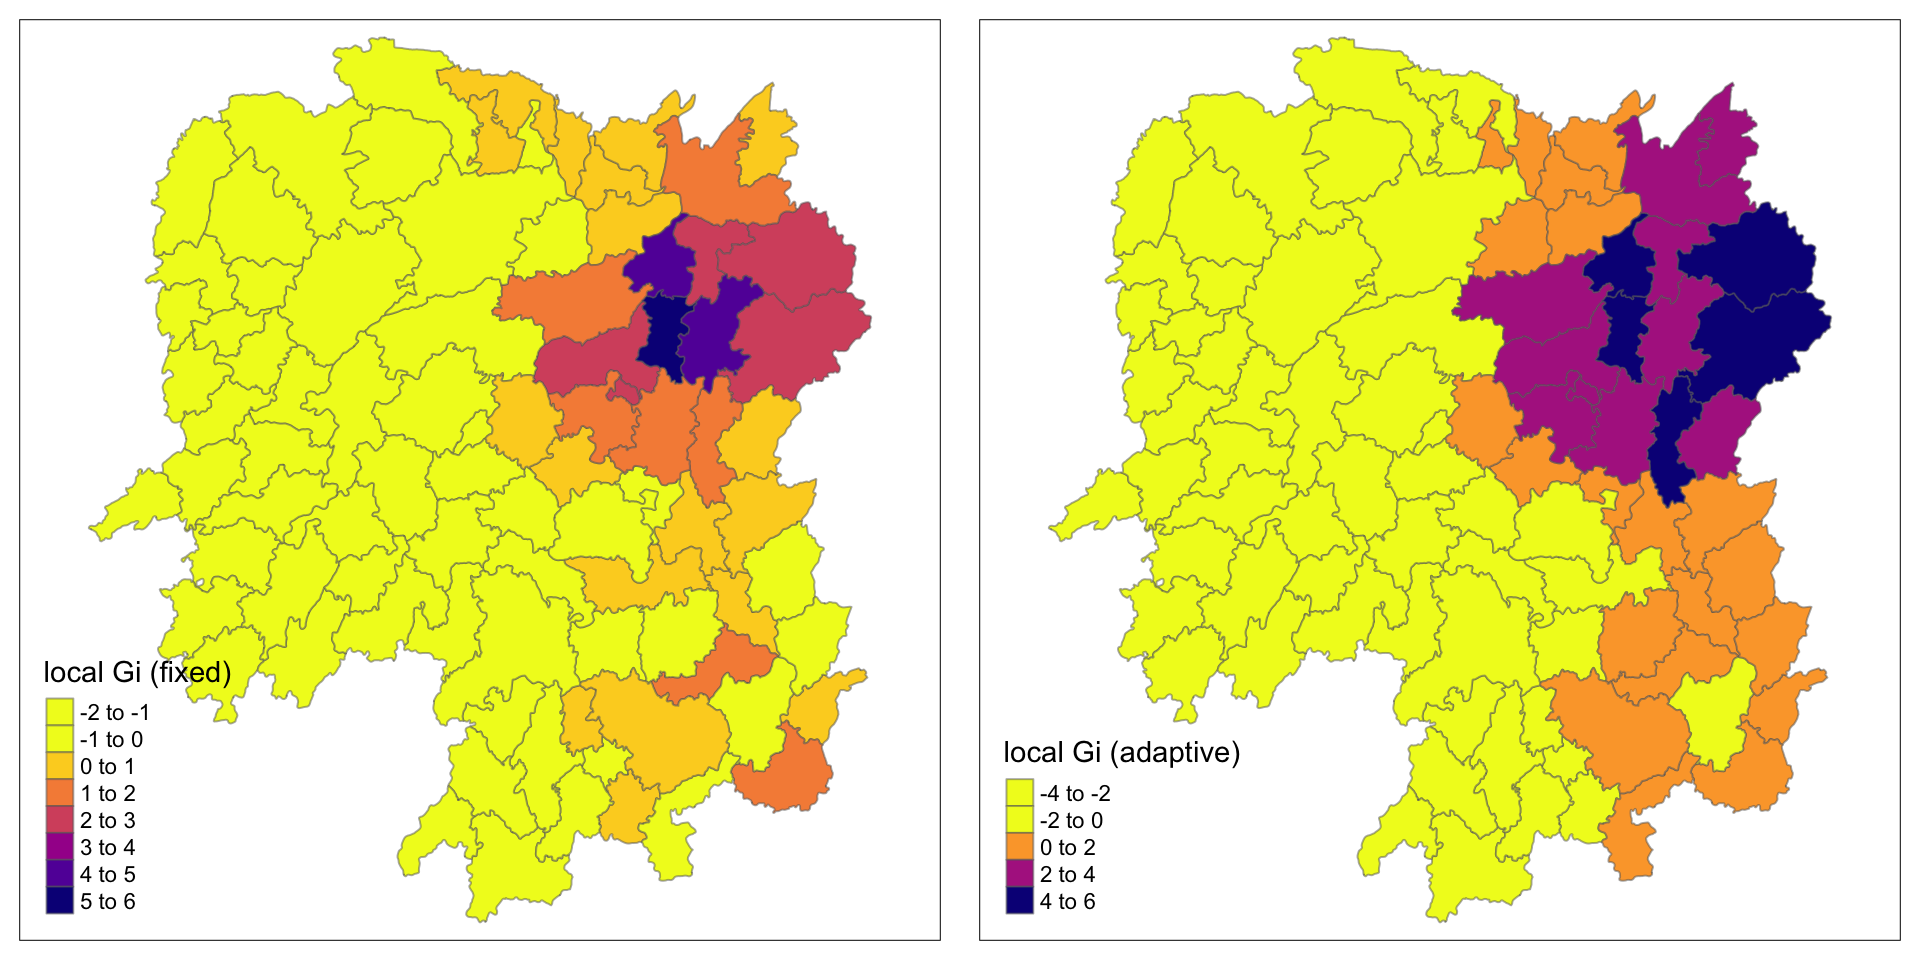 local Gi (fixed)
-2 to -1
-1 to 0
0 to 1
1 to 2
2 to 3
3 to 4
4 to 5
5 to 6
local Gi (adaptive)
-4 to -2
-2 to 0
0 to 2
2 to 4
4 to 6